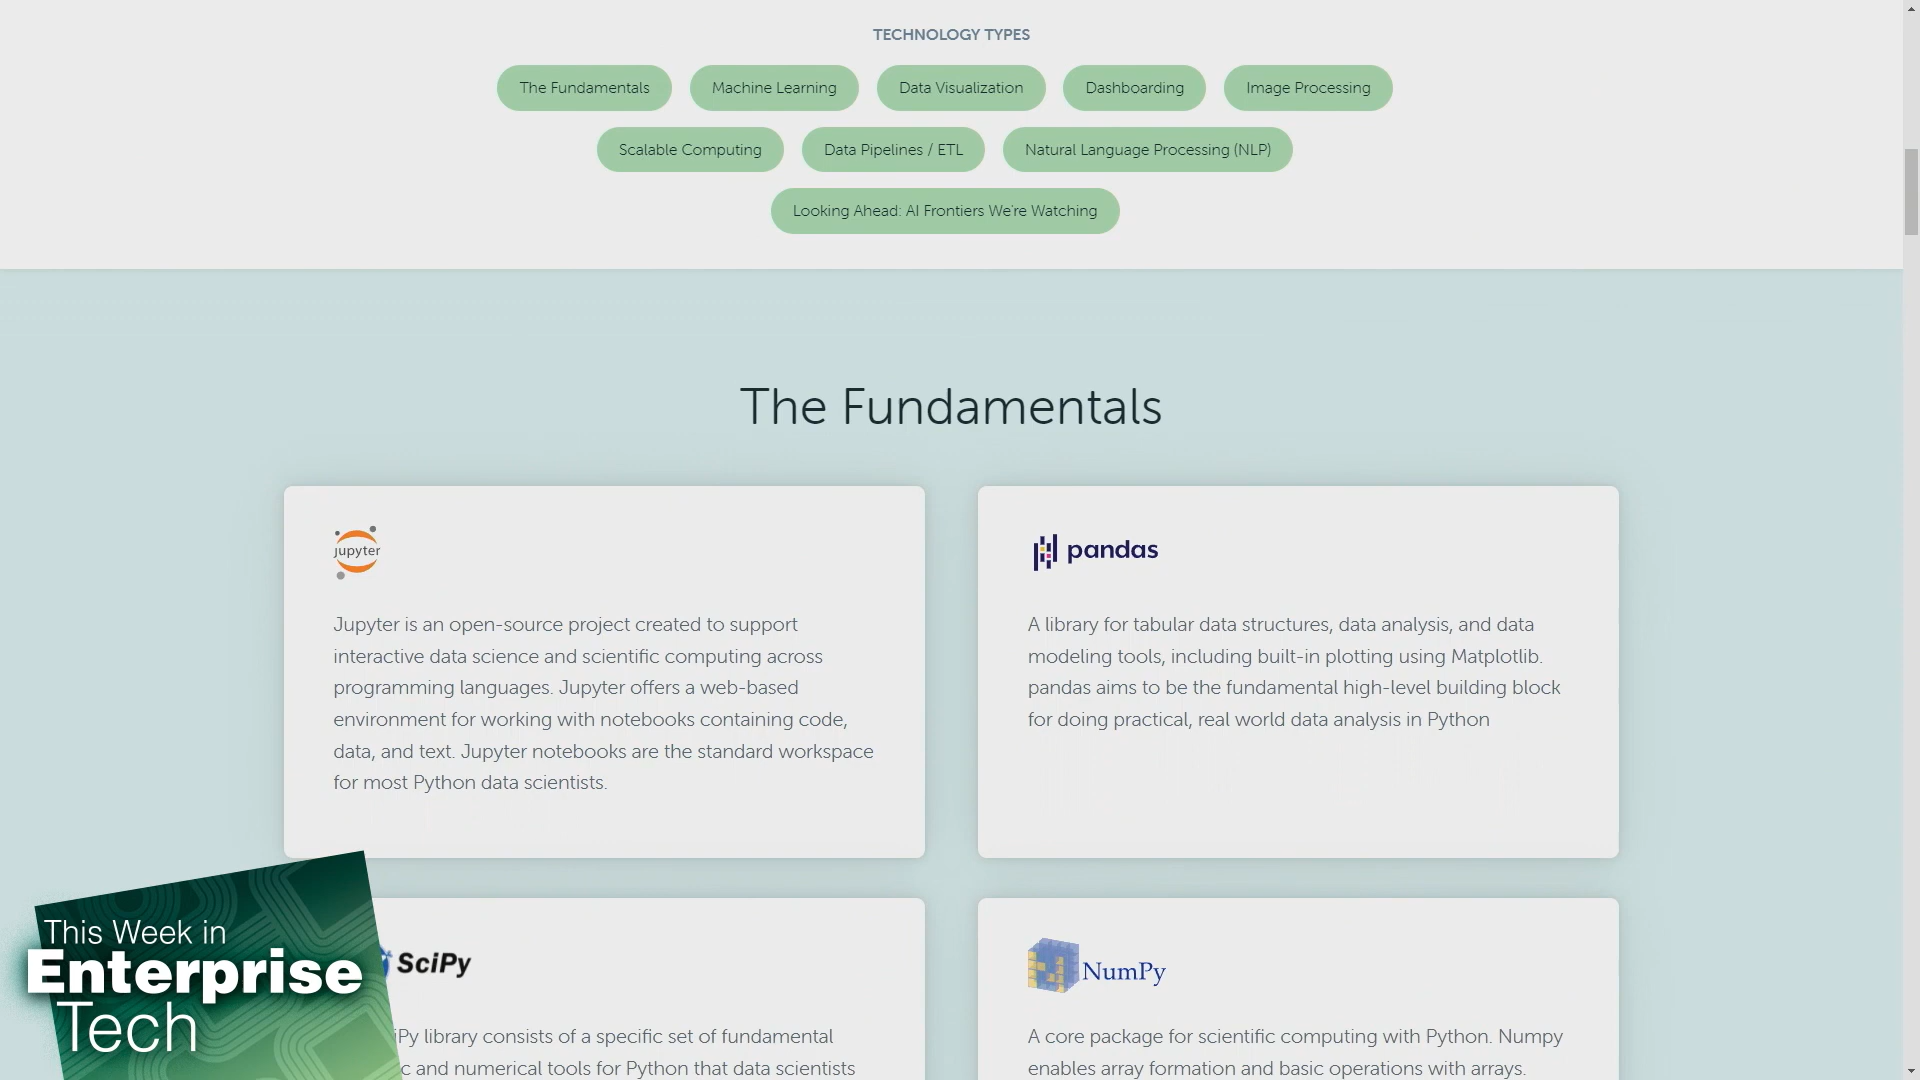 TECHNOLOGY TYPES
The Fundamentals
Machine Learning
Data Visualization
Dashboarding
Image Processing
Scalable Computing
Data Pipelines / ETL
Natural Language Processing (NLP)
Looking Ahead: AI Frontiers We're Watching
The Fundamentals
jupyter
Jupyter is an open-source project created to support
interactive data science and scientific computing across
programming languages. Jupyter offers a web-based
environment for working with notebooks containing code,
data, and text. Jupyter notebooks are the standard workspace
for most Python data scientists.
pandas
A library for tabular data structures, data analysis, and data
modeling tools, including built-in plotting using Matplotlib.
pandas aims to be the fundamental high-level building block
for doing practical, real world data analysis in Python
SciPy
iPy library consists of a specific set of fundamental
c and numerical tools for Python that data scientists
NumPy
A core package for scientific computing with Python. Numpy
enables array formation and basic operations with arrays.
This Week in
Enterprise
Tech